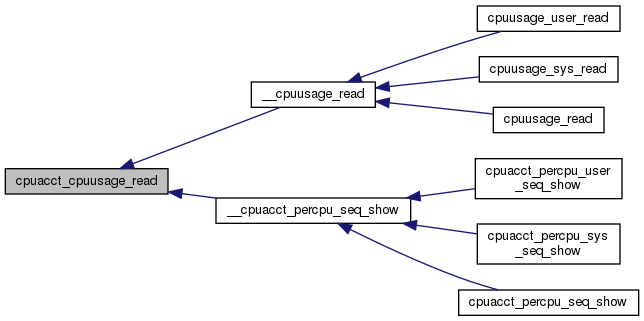 cpuusage_user_read
cpuusage_sys_read
__cpuusage_read
cpuusage_read
cpuacct_percpu_user
_seq_show
cpuacct_cpuusage_read
__cpuacct_percpu_seq_show
cpuacct_percpu_sys
_seq_show
cpuacct_percpu_seq_show